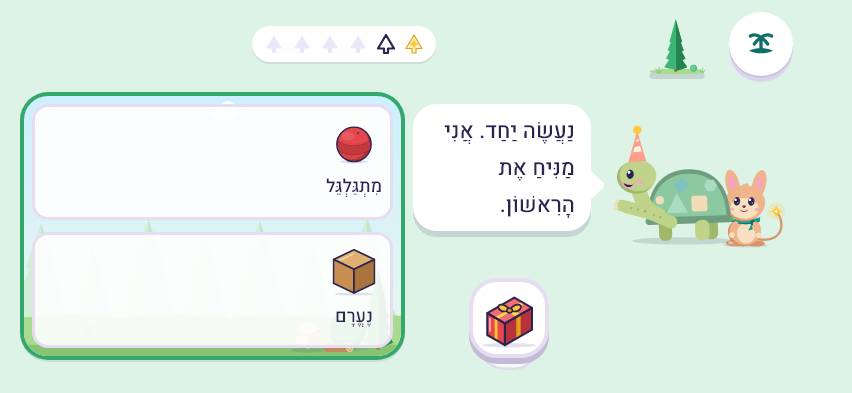 נַעֲשֶׂה יַחַד. אֲנִי
מַנִּיחַ אֶת
הָרִאשׁוֹן.
מִתְגַּלְגֵּל
נֶעֱרָם